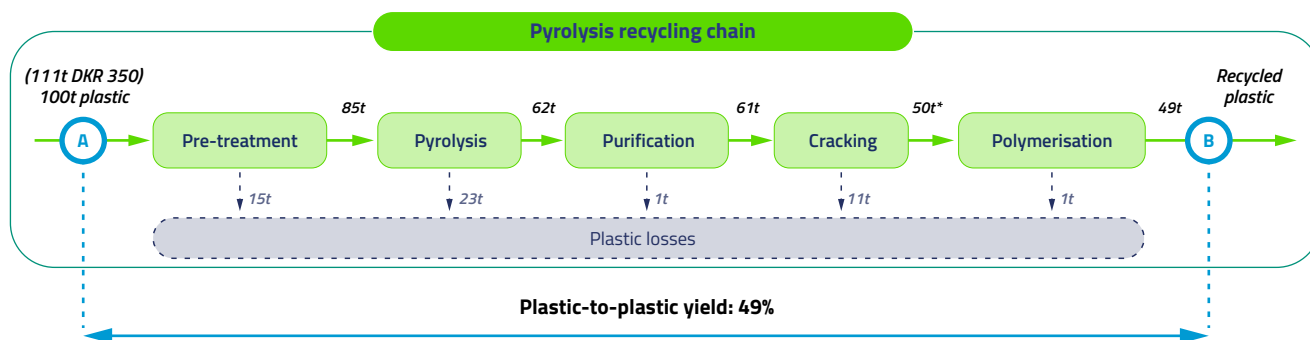 Pyrolysis recycling chain
(111t DKR 350)
100t plastic
Recycled
plastic
85t
62t
61t
50t*
49t
A
Pre-treatment
Pyrolysis
Purification
Cracking
Polymerisation
B
15t
23t
1t
11t
1t
Plastic losses
Plastic-to-plastic yield: 49%